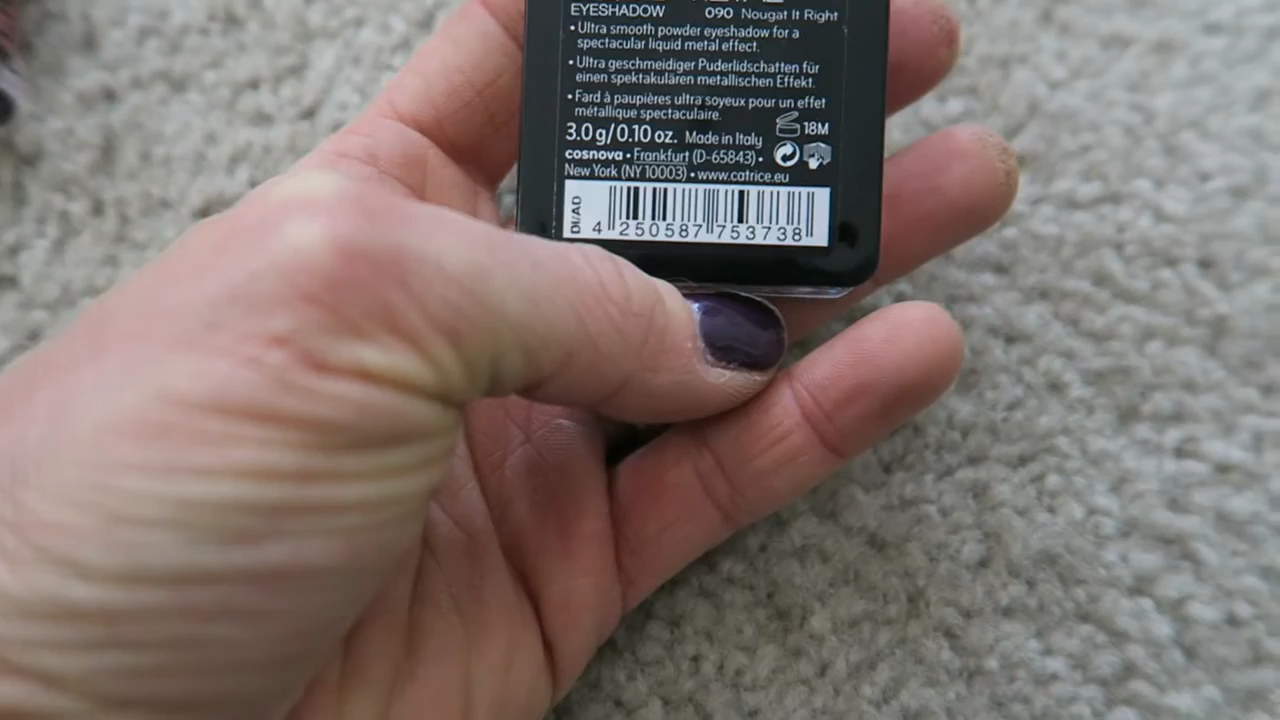 EYESHADOW 090 Nougat It Right
• Ultra smooth powder eyeshadow for a
spectacular liquid metal effect.
• Ultra geschmeidiger Puderlidschatten für
einen spektakulären metallischen Effekt.
• Fard à paupières ultra soyeux pour un effet
métallique spectaculaire.
18M
3.0 g/0.10 oz. Made in Italy
cosnova • Frankfurt (D-65843) •
New York (NY 10003) • www.catrice.eu
DI/AD
4 250587 753738